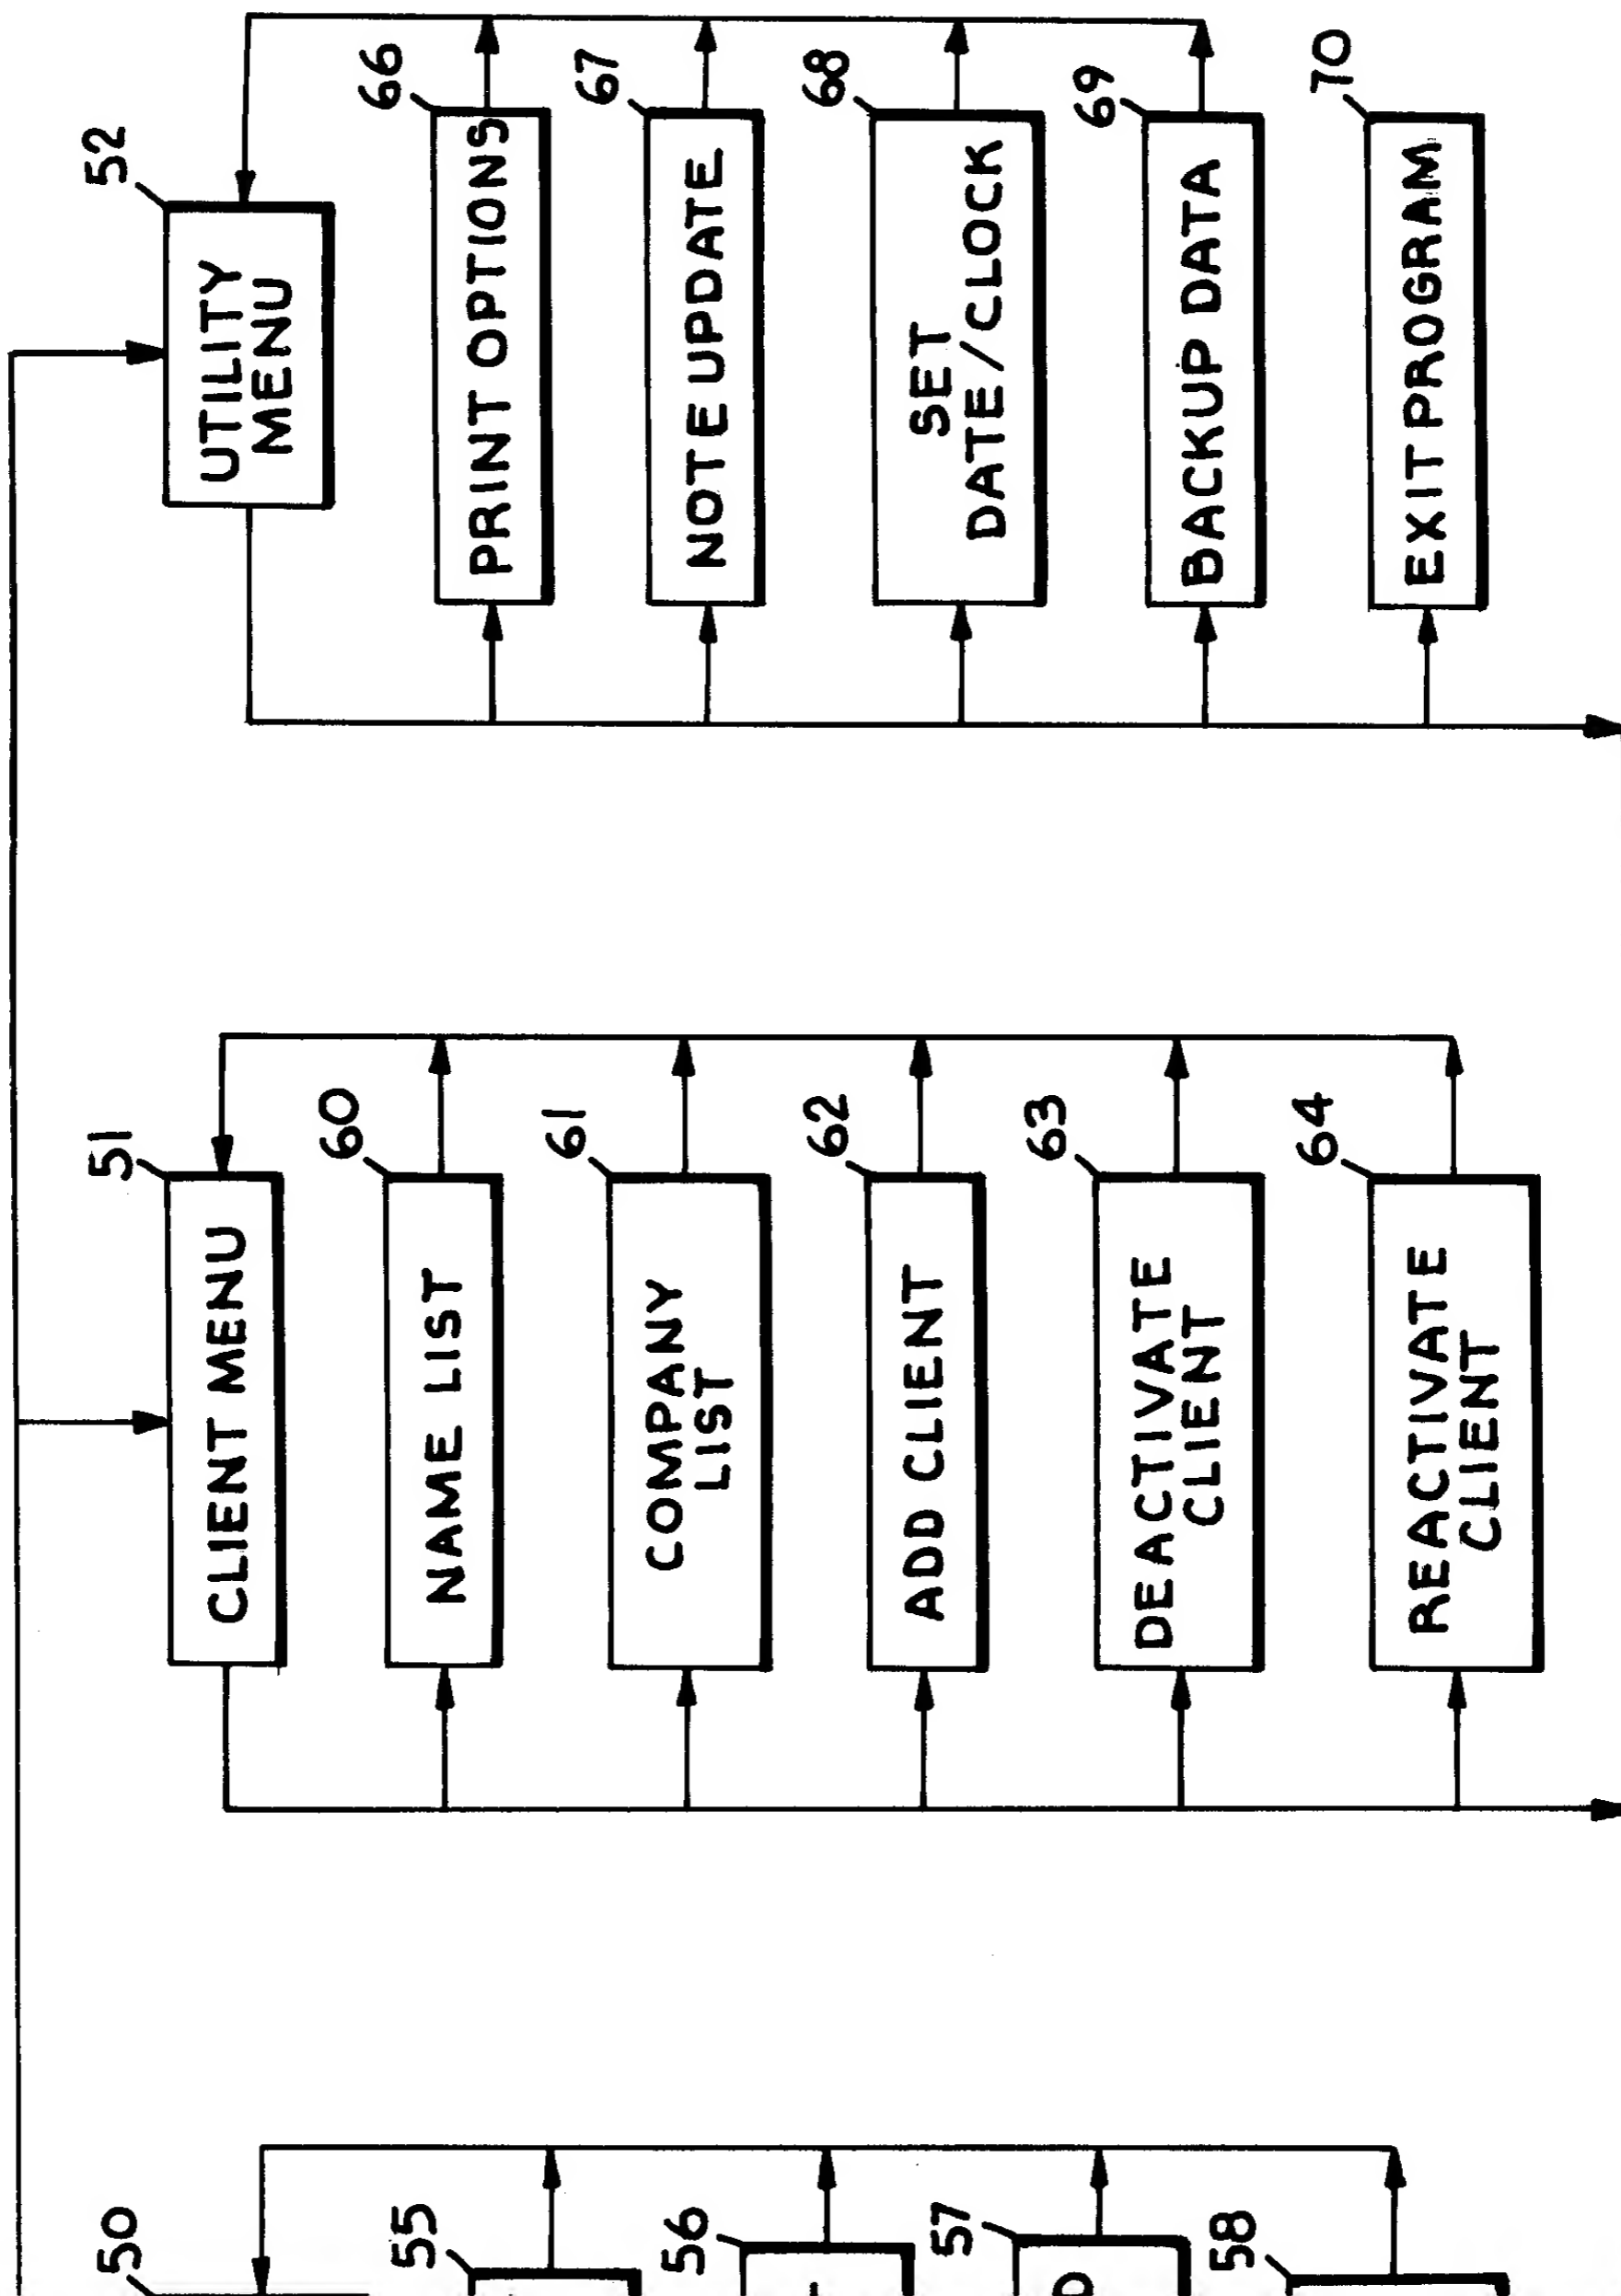 50
55
56
57
58
51
CLIENT MENU
60
NAME LIST
61
COMPANY
LIST
62
ADD CLIENT
63
DEACTIVATE
CLIENT
64
REACTIVATE
CLIENT
52
UTILITY
MENU
66
PRINT OPTIONS
67
NOTE UPDATE
68
SET
DATE/CLOCK
69
BACKUP DATA
70
EXIT PROGRAM